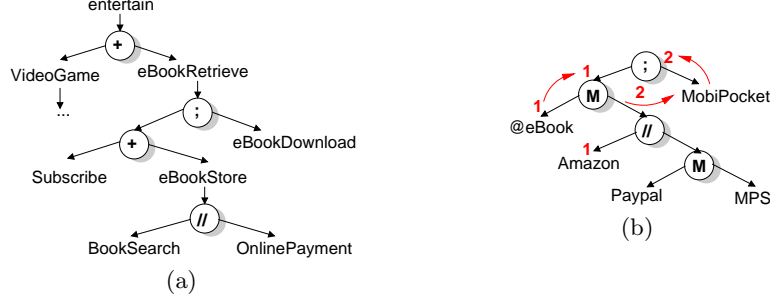 entertain
+
VideoGame
eBookRetrieve
...
;
+
eBookDownload
Subscribe
eBookStore
//
BookSearch
OnlinePayment
(a)
;
2
1
M
2
MobiPocket
1
@eBook
//
1
Amazon
M
Paypal
MPS
(b)